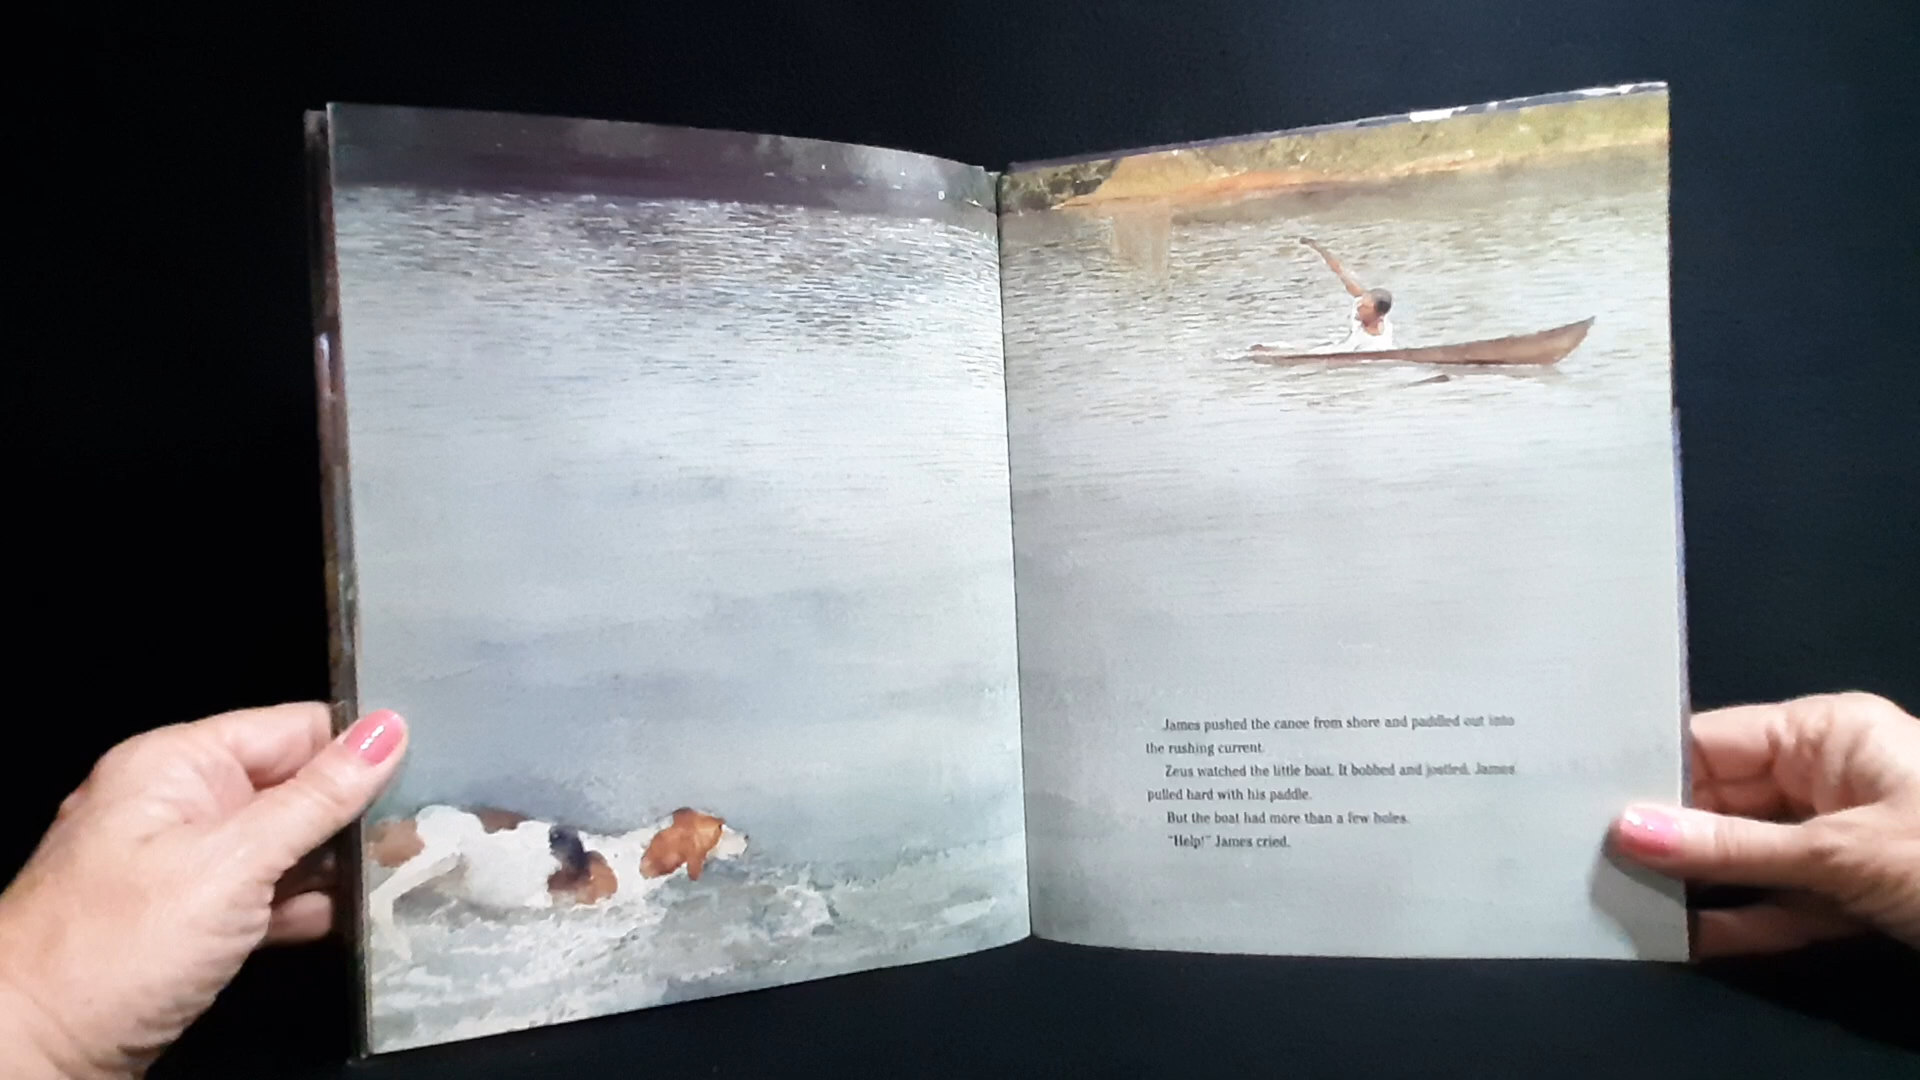 James pushed the canoe from shore and paddled out into
the rushing current.
Zeus watched the little boat. It bobbed and jostled. James
pulled hard with his paddle.
But the boat had more than a few holes.
"Help!" James cried.